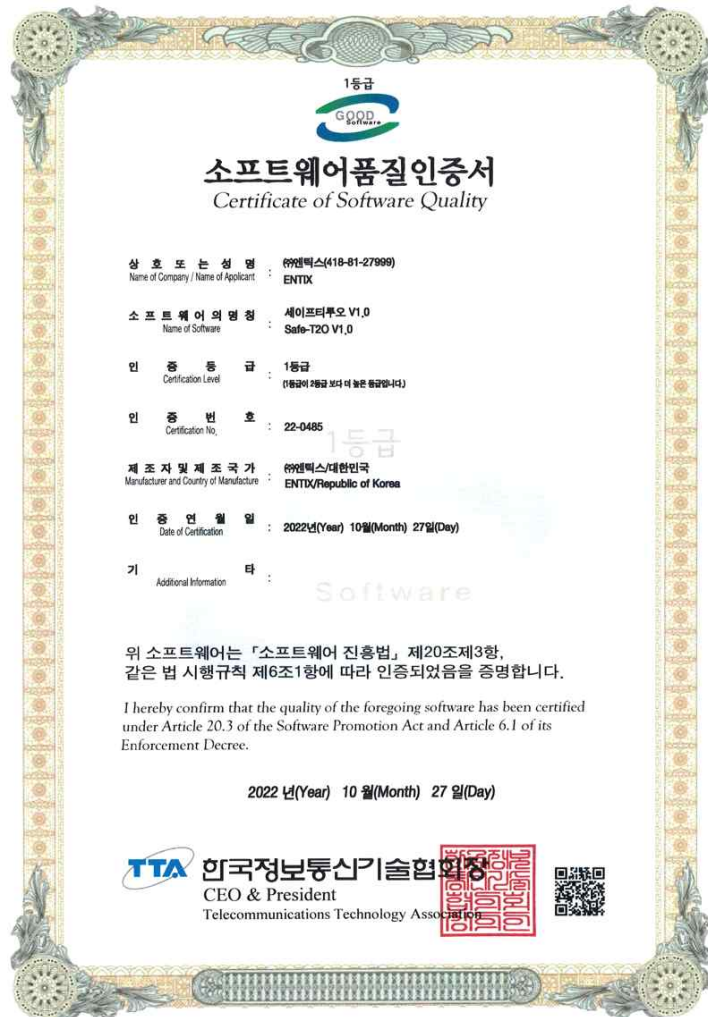 1등급
GOOD
Software
소프트웨어품질인증서
Certificate of Software Quality
상 호 또 는 성 명 : ㈜엔틱스(418-81-27999)
Name of Company / Name of Applicant ENTIX
소 프 트 웨 어 의 명 칭 : 세이프티투오 V1.0
Name of Software Safe-T2O V1.0
인 증 등 급 : 1등급
Certification Level (1등급이 2등급 보다 더 높은 등급입니다.)
인 증 번 호 : 22-0485
Certification No.
1등급
제 조 자 및 제 조 국 가 : ㈜엔틱스/대한민국
Manufacturer and Country of Manufacture ENTIX/Republic of Korea
인 증 연 월 일 : 2022년(Year) 10월(Month) 27일(Day)
Date of Certification
기 타 :
Additional Information
Software
위 소프트웨어는 「소프트웨어 진흥법」 제20조제3항,
같은 법 시행규칙 제6조1항에 따라 인증되었음을 증명합니다.
I hereby confirm that the quality of the foregoing software has been certified
under Article 20.3 of the Software Promotion Act and Article 6.1 of its
Enforcement Decree.
2022 년(Year) 10 월(Month) 27 일(Day)
TTA 한국정보통신기술협회장
CEO & President
Telecommunications Technology Association